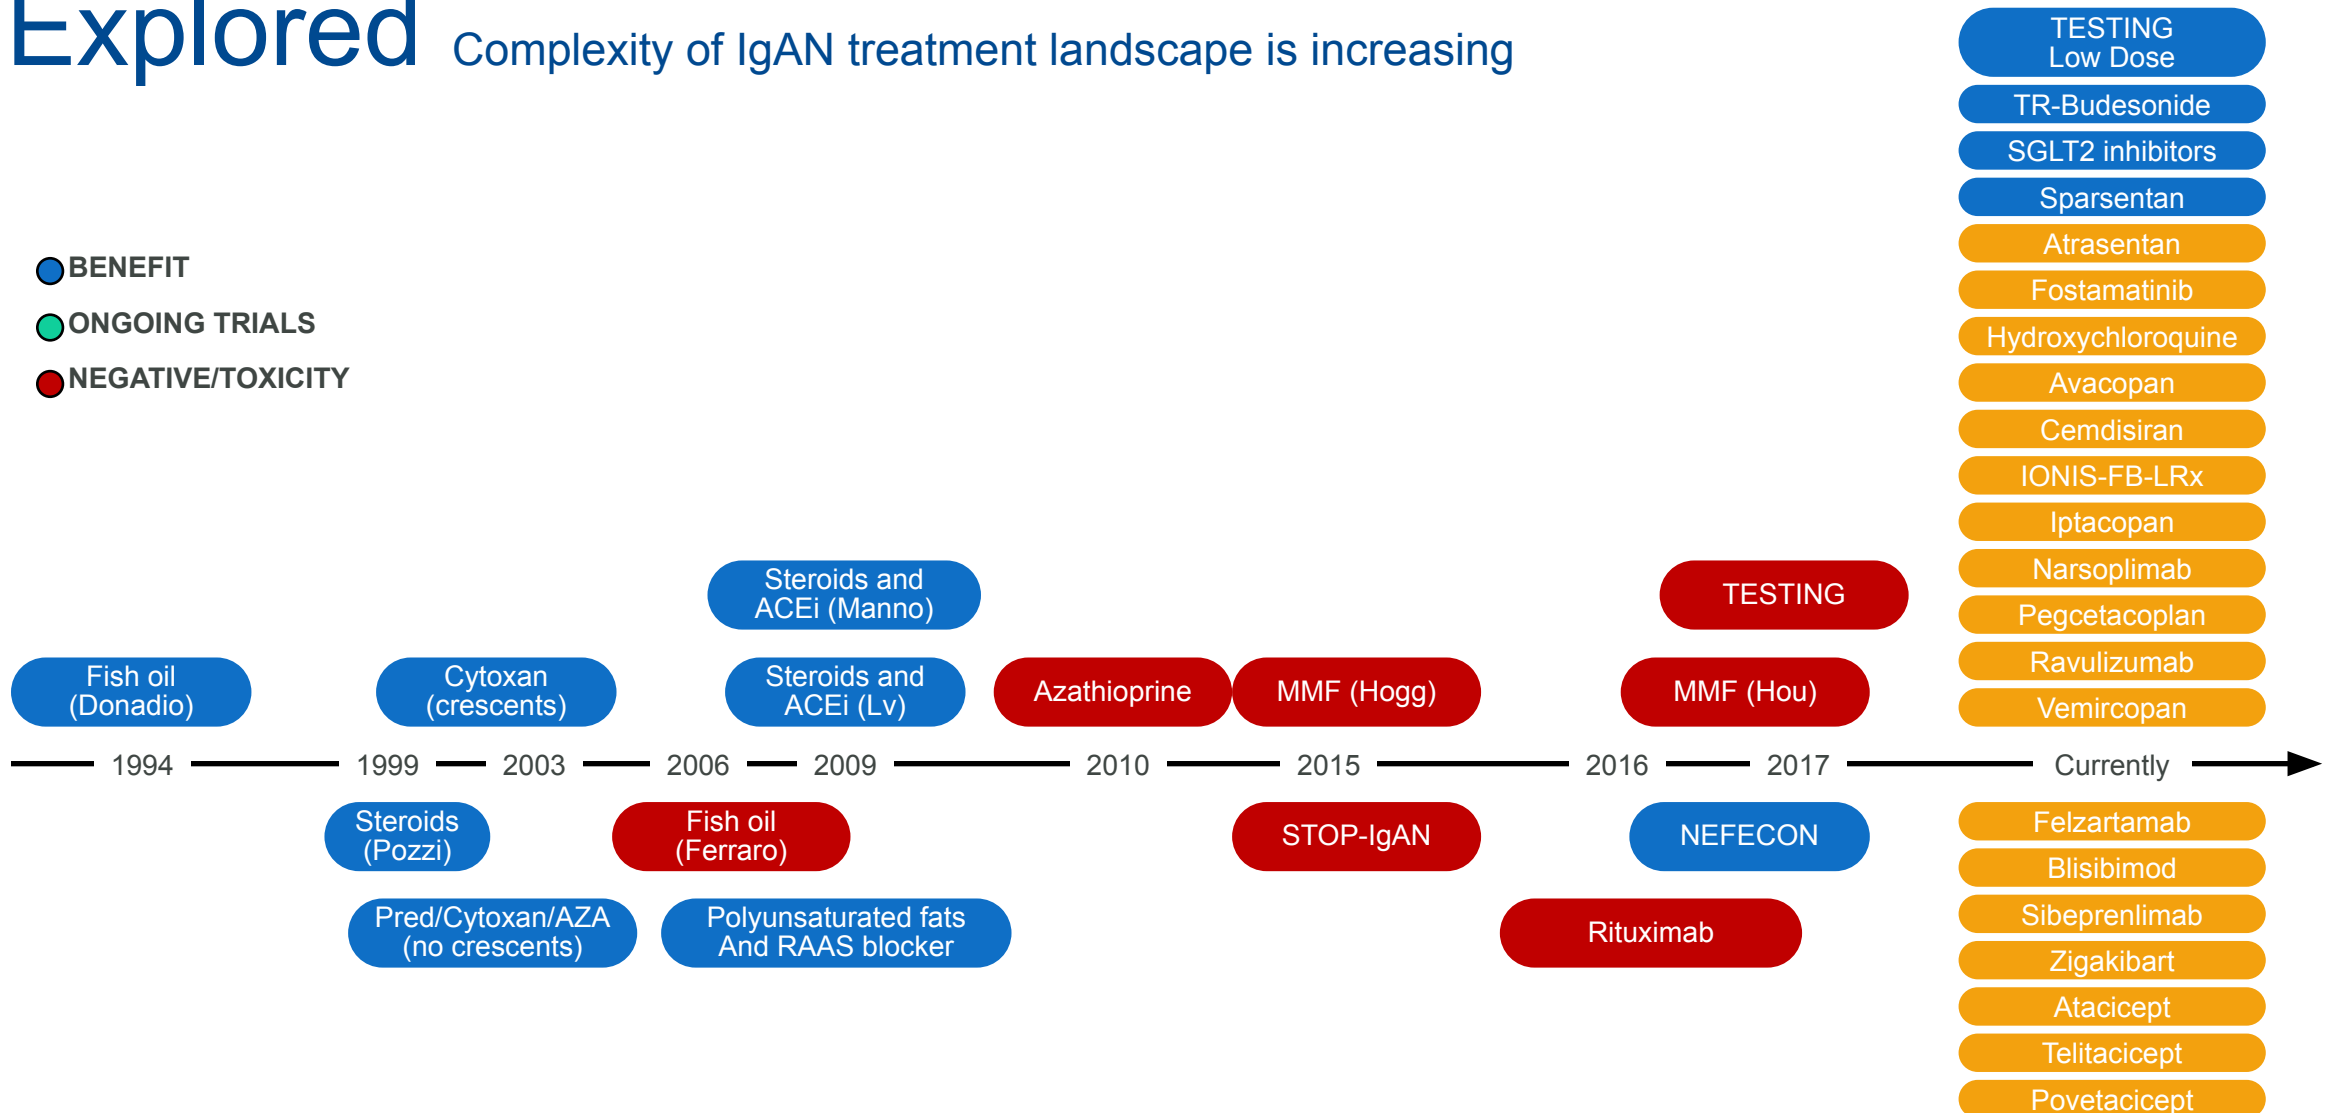 Explored Complexity of IgAN treatment landscape is increasing
BENEFIT
ONGOING TRIALS
NEGATIVE/TOXICITY
TESTING
Low Dose
TR-Budesonide
SGLT2 inhibitors
Sparsentan
Atrasentan
Fostamatinib
Hydroxychloroquine
Avacopan
Cemdisiran
IONIS-FB-LRx
Iptacopan
Narsoplimab
Pegcetacoplan
Ravulizumab
Vemircopan
Steroids and
ACEi (Manno)
TESTING
Fish oil
(Donadio)
Cytoxan
(crescents)
Steroids and
ACEi (Lv)
Azathioprine
MMF (Hogg)
MMF (Hou)
1994
1999
2003
2006
2009
2010
2015
2016
2017
Currently
Steroids
(Pozzi)
Fish oil
(Ferraro)
STOP-IgAN
NEFECON
Pred/Cytoxan/AZA
(no crescents)
Polyunsaturated fats
And RAAS blocker
Rituximab
Felzartamab
Blisibimod
Sibeprenlimab
Zigakibart
Atacicept
Telitacicept
Povetacicept